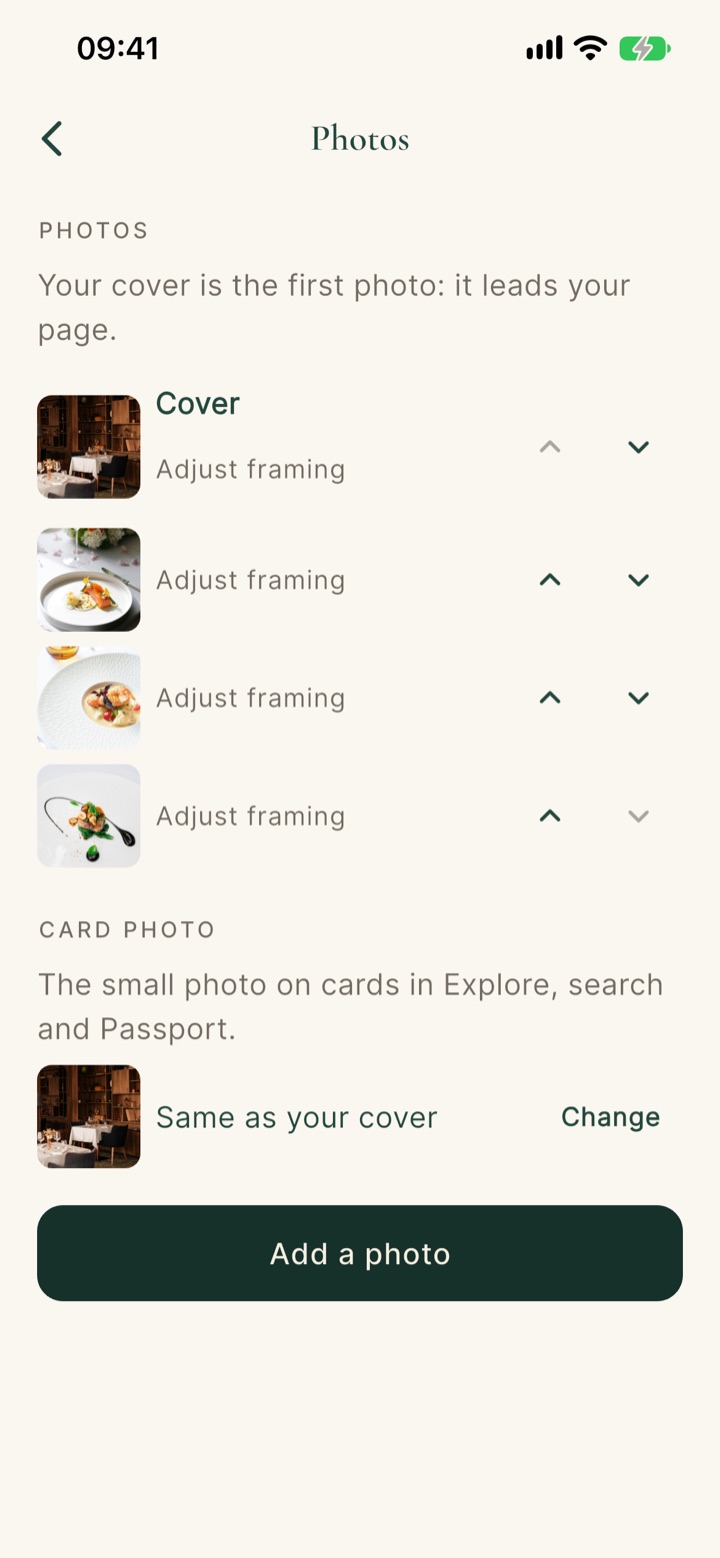 09:41
Photos
PHOTOS
Your cover is the first photo: it leads your
page.
Cover
Adjust framing
Adjust framing
Adjust framing
Adjust framing
CARD PHOTO
The small photo on cards in Explore, search
and Passport.
Same as your cover
Change
Add a photo